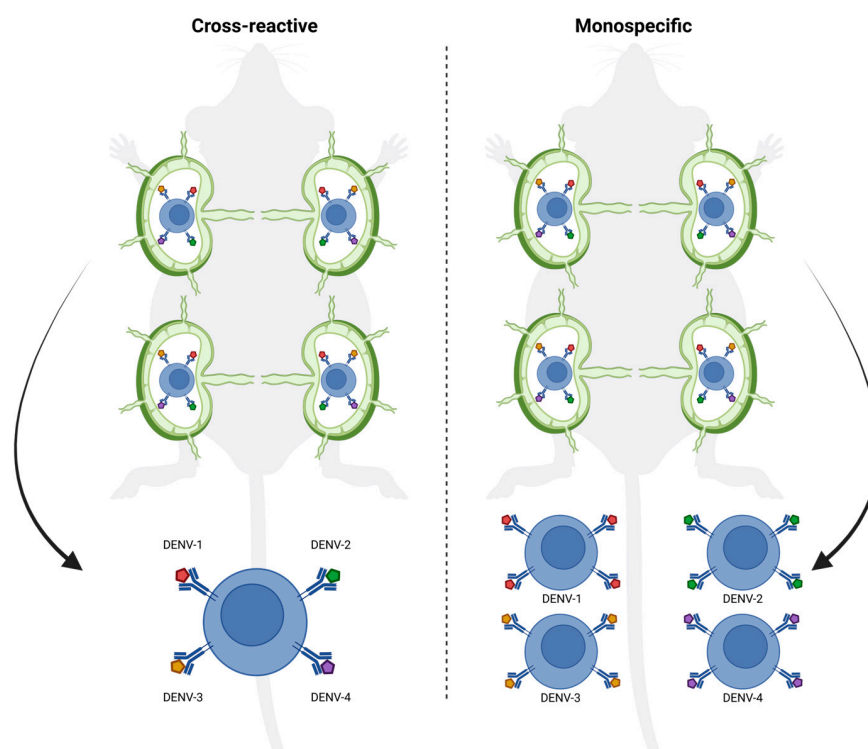 Cross-reactive
Monospecific
DENV-1
DENV-2
DENV-3
DENV-4
DENV-1
DENV-2
DENV-3
DENV-4